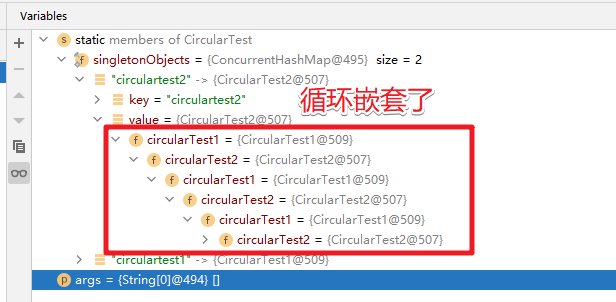 Variables
static members of CircularTest
singletonObjects = {ConcurrentHashMap@495} size = 2
"circulartest2" -> {CircularTest2@507}
key = "circulartest2"
循环嵌套了
value = {CircularTest2@507}
circularTest1 = {CircularTest1@509}
circularTest2 = {CircularTest2@507}
circularTest1 = {CircularTest1@509}
circularTest2 = {CircularTest2@507}
circularTest1 = {CircularTest1@509}
circularTest2 = {CircularTest2@507}
"circulartest1" -> {CircularTest1@509}
args = {String[0]@494} []